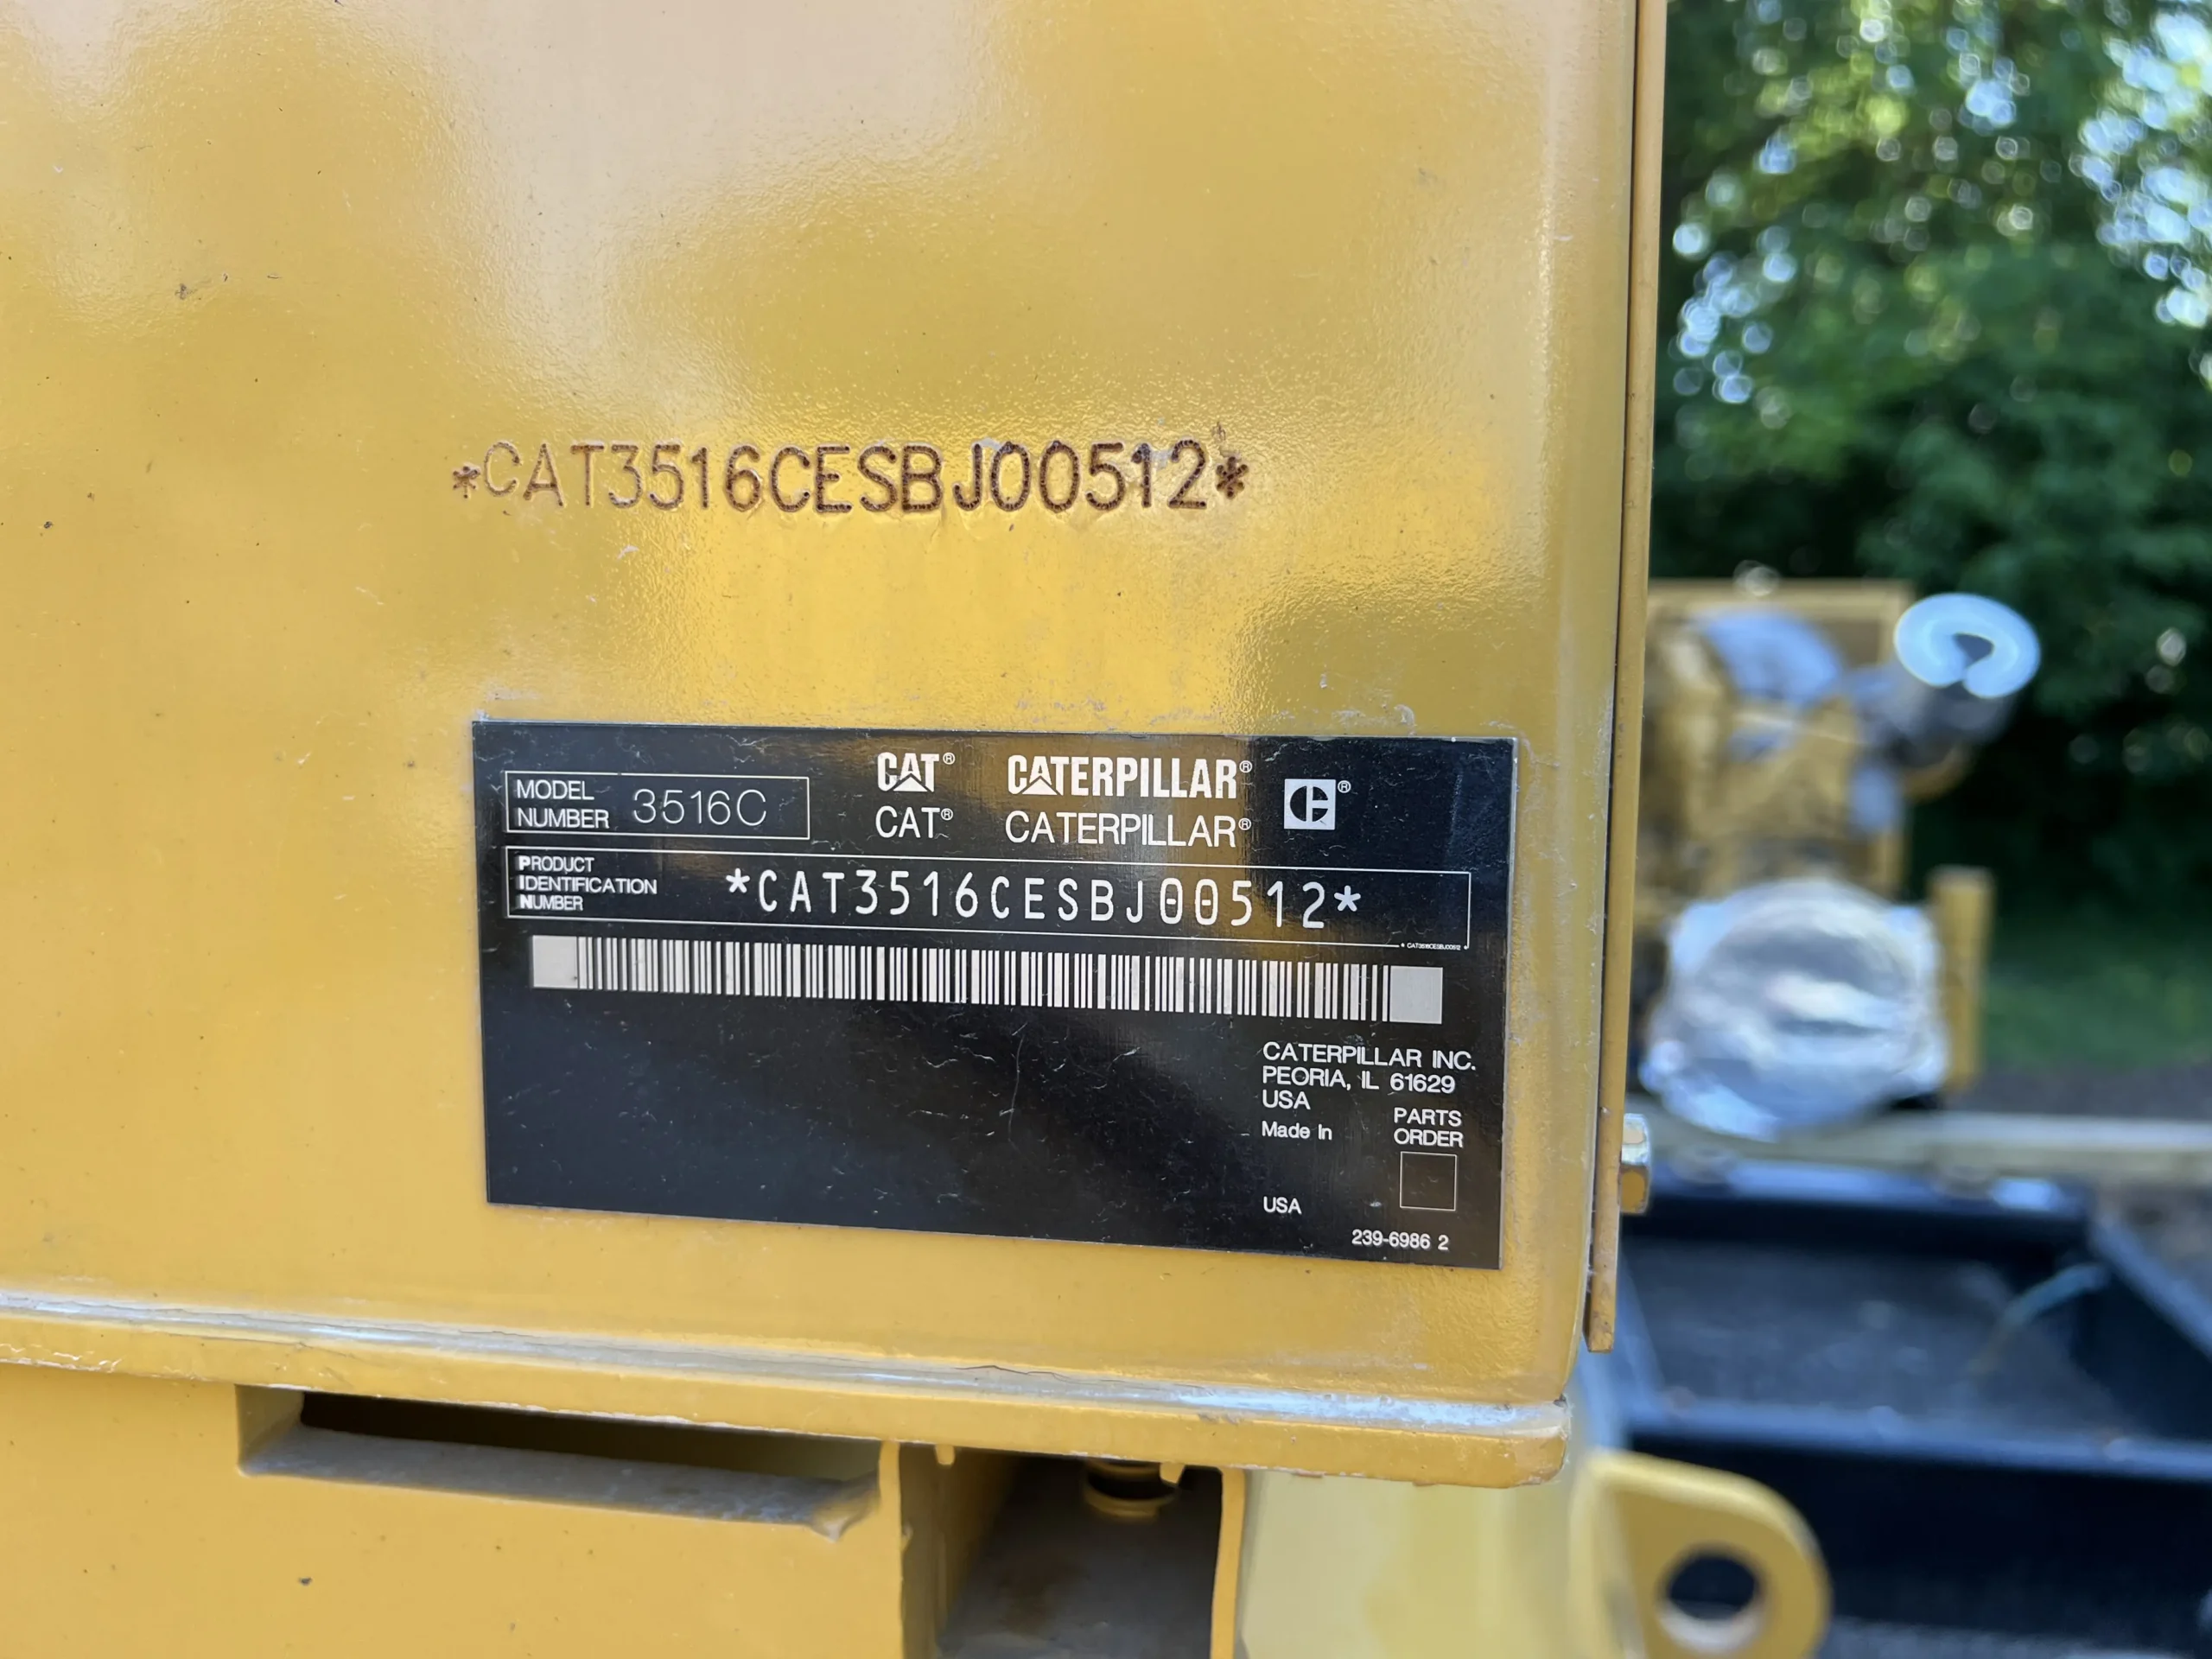 *CAT3516CESBJ00512*
MODEL NUMBER 3516C
CAT® CATERPILLAR® ®
CAT® CATERPILLAR®
PRODUCT
IDENTIFICATION
NUMBER
*CAT3516CESBJ00512*
*CAT3516CESBJ00512*
CATERPILLAR INC.
PEORIA, IL 61629
USA
Made In
USA
PARTS
ORDER
239-6986 2